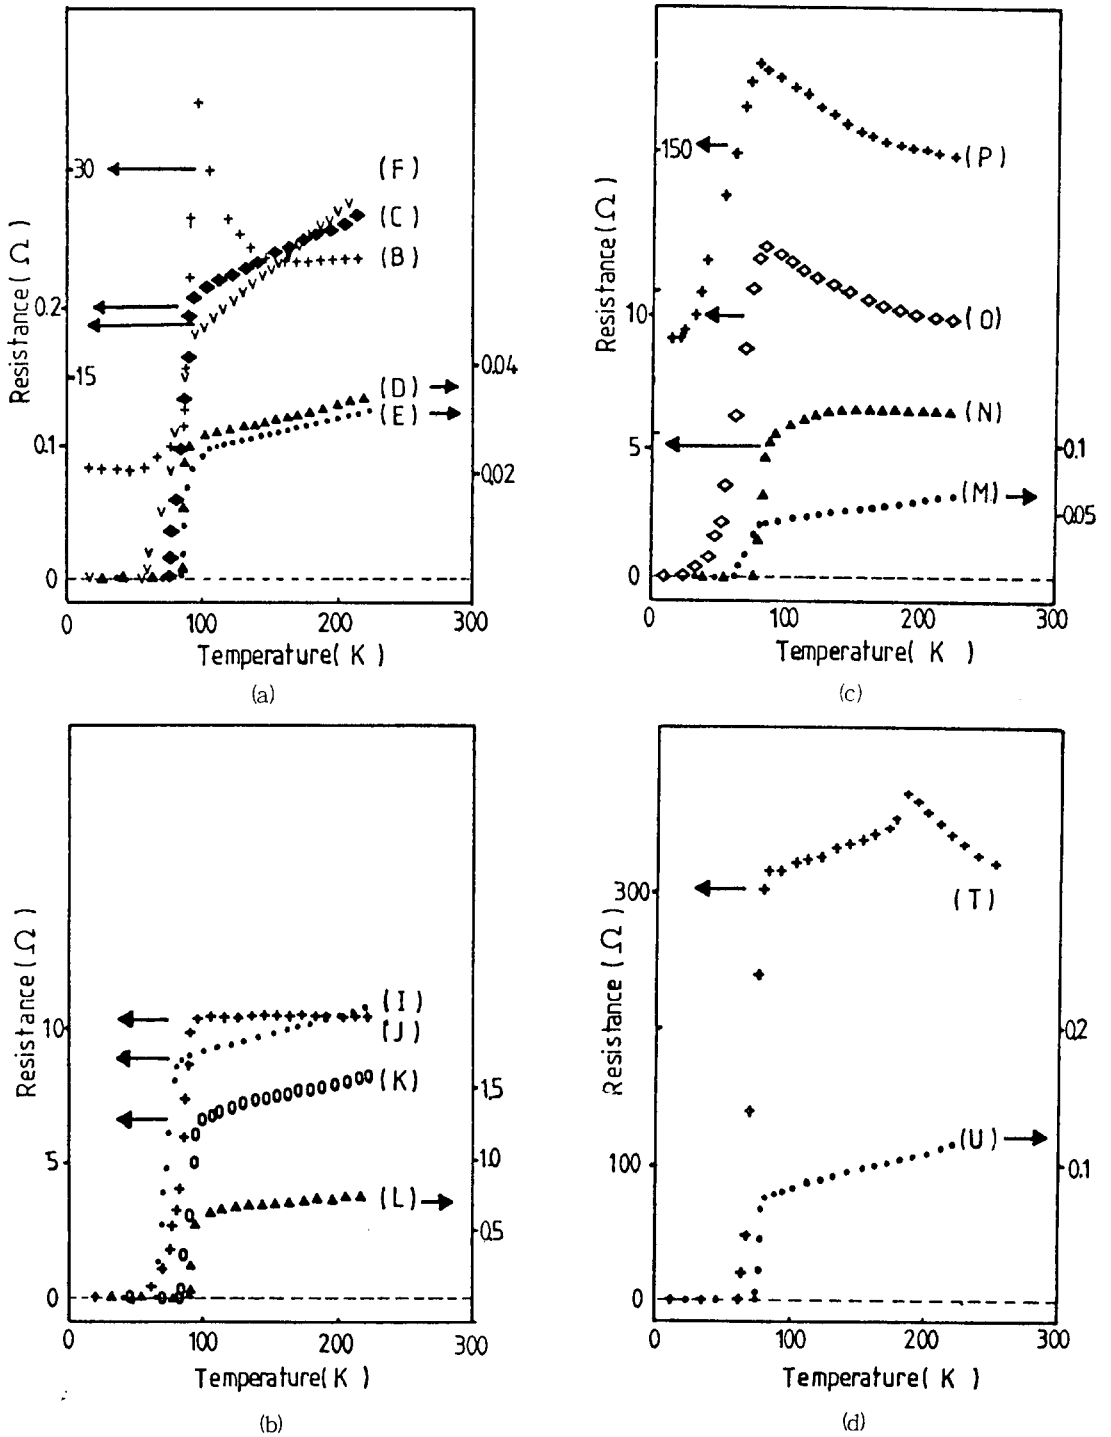 30
0.2
15
0.1
0
Resistance ( Ω )
(F)
(C)
(B)
(D)
(E)
0.04
0.02
0
100
200
300
Temperature( K )
(a)
150
10
5
0
Resistance ( Ω )
(P)
(O)
(N)
(M)
0.1
0.05
0
100
200
300
Temperature( K )
(c)
10
5
0
Resistance ( Ω )
(I)
(J)
(K)
(L)
1.5
1.0
0.5
0
100
200
300
Temperature( K )
(b)
300
100
0
Resistance ( Ω )
(T)
(U)
0.2
0.1
0
100
200
300
Temperature( K )
(d)